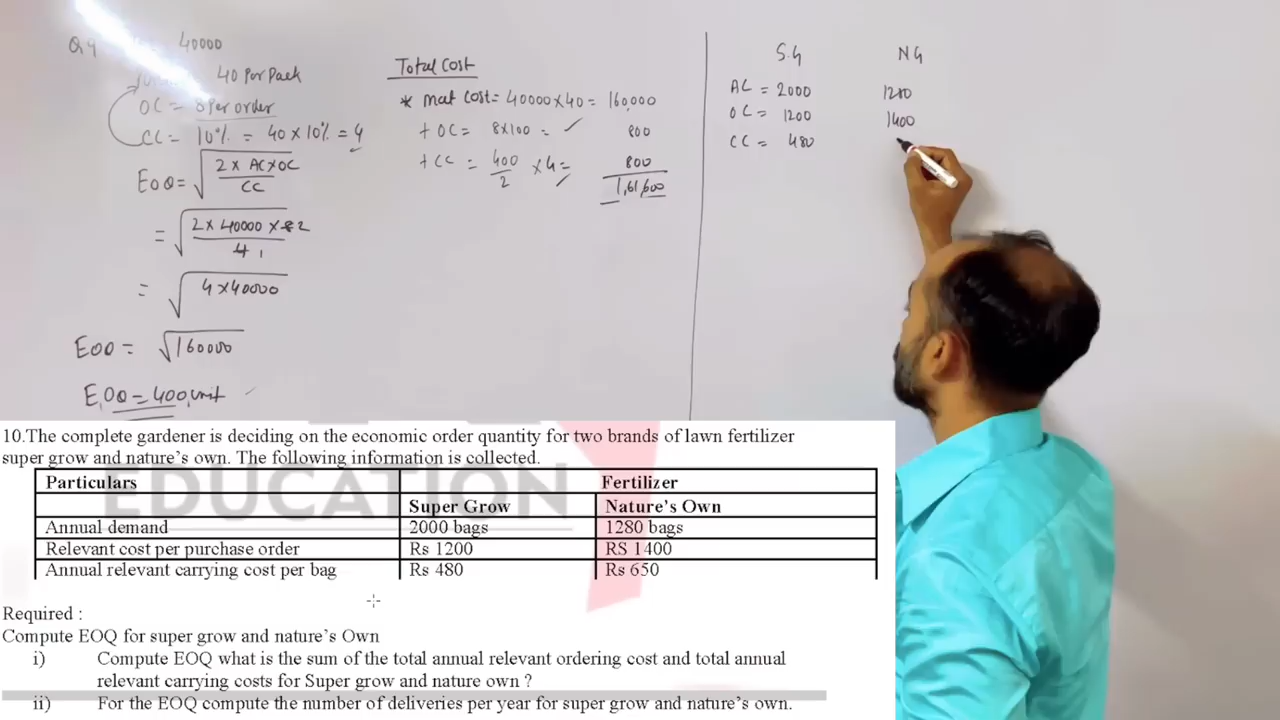 Q4 40000
40 Per Pack
OC = 8 Per order
CC = 10% = 40 x 10% = 4
EOQ = √ 2 x AC x OC / CC
= √ 2 x 40000 x 8 2 / 4 1
= √ 4 x 40000
EOQ = √160000
EOQ = 400 unit
Total Cost
* mat Cost = 40000 x 40 = 160,000
+ OC = 8 x 100 = ✓ 800
+ CC = 400 / 2 x 4 = ✓ 800
1,61,600
S.G NG
AC = 2000 1280
OC = 1200 1400
CC = 480
EDUCATION
10.The complete gardener is deciding on the economic order quantity for two brands of lawn fertilizer
super grow and nature’s own. The following information is collected.
Particulars Fertilizer
Super Grow Nature’s Own
Annual demand 2000 bags 1280 bags
Relevant cost per purchase order Rs 1200 RS 1400
Annual relevant carrying cost per bag Rs 480 Rs 650
Required :
Compute EOQ for super grow and nature’s Own
i) Compute EOQ what is the sum of the total annual relevant ordering cost and total annual
relevant carrying costs for Super grow and nature own ?
ii) For the EOQ compute the number of deliveries per year for super grow and nature’s own.